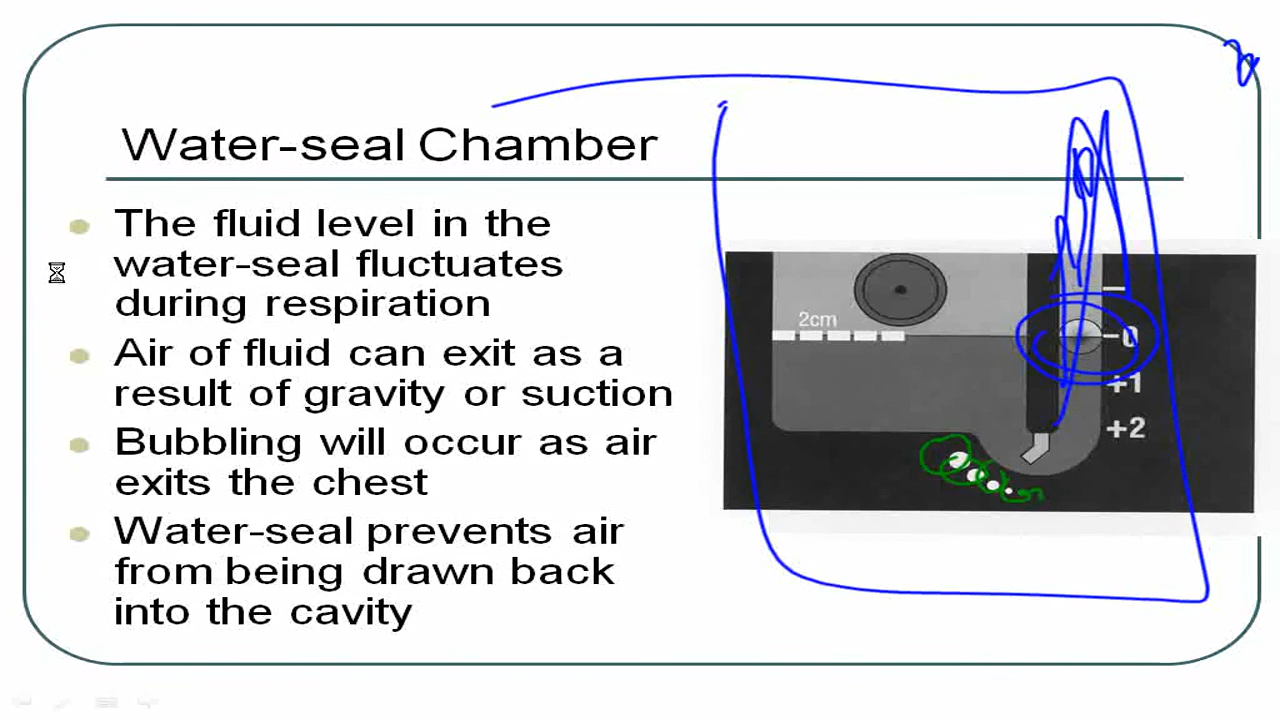 Water-seal Chamber
The fluid level in the
water-seal fluctuates
during respiration
Air of fluid can exit as a
result of gravity or suction
Bubbling will occur as air
exits the chest
Water-seal prevents air
from being drawn back
into the cavity
2cm
-0
+1
+2